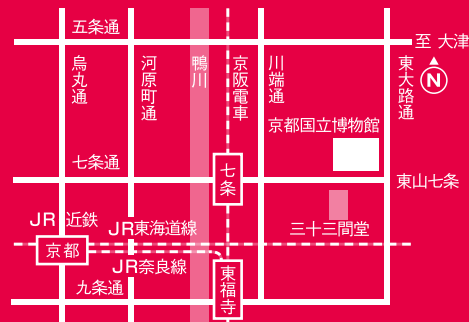 五条通
至 大津
烏丸通
河原町通
鴨川
京阪電車
川端通
東大路通
N
京都国立博物館
七条通
七条
東山七条
三十三間堂
JR 近鉄
JR東海道線
京都
JR奈良線
東福寺
九条通